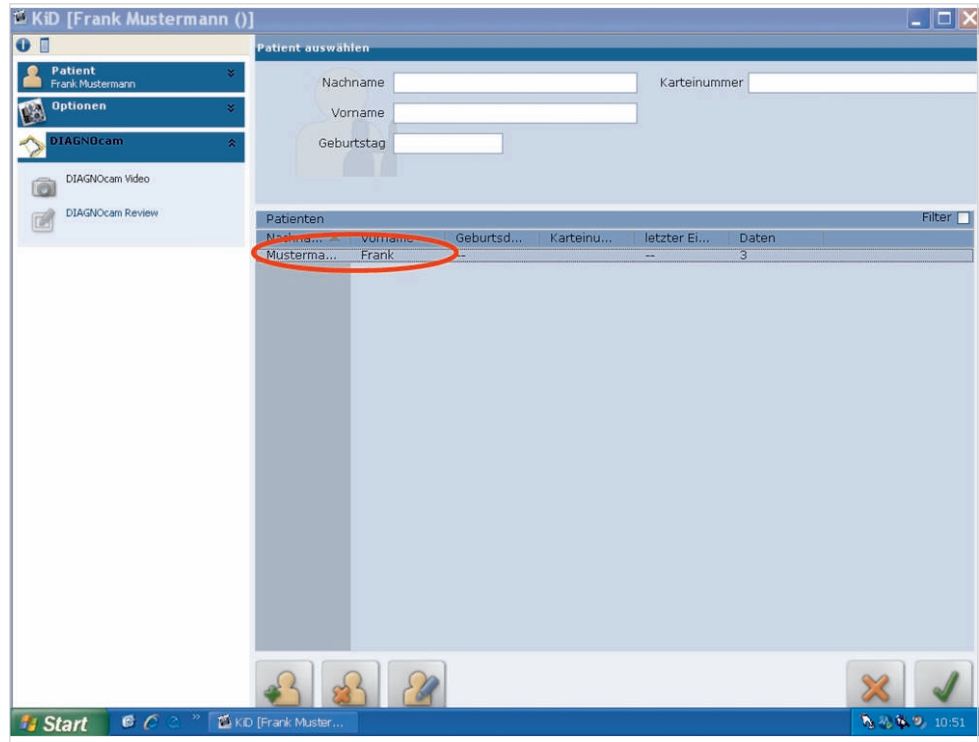 KiD [Frank Mustermann ()]
Patient auswählen
Patient
Frank Mustermann
Optionen
DIAGNOcam
DIAGNOcam Video
DIAGNOcam Review
Nachname
Karteinummer
Vorname
Geburtstag
Patienten Filter
Nachna... Vorname Geburtsd... Karteinu... letzter Ei... Daten
Musterma... Frank -- -- 3
Start KiD [Frank Muster... 10:51